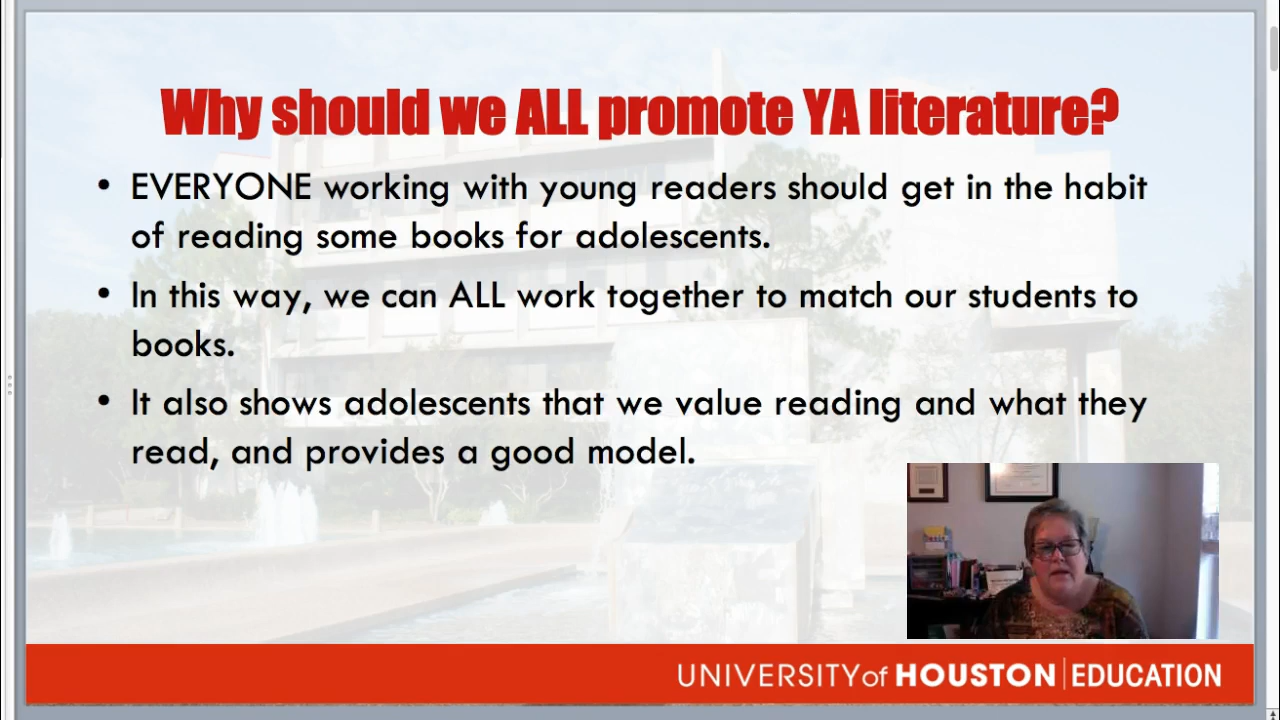 Why should we ALL promote YA literature?
• EVERYONE working with young readers should get in the habit
of reading some books for adolescents.
• In this way, we can ALL work together to match our students to
books.
• It also shows adolescents that we value reading and what they
read, and provides a good model.
UNIVERSITY of HOUSTON | EDUCATION